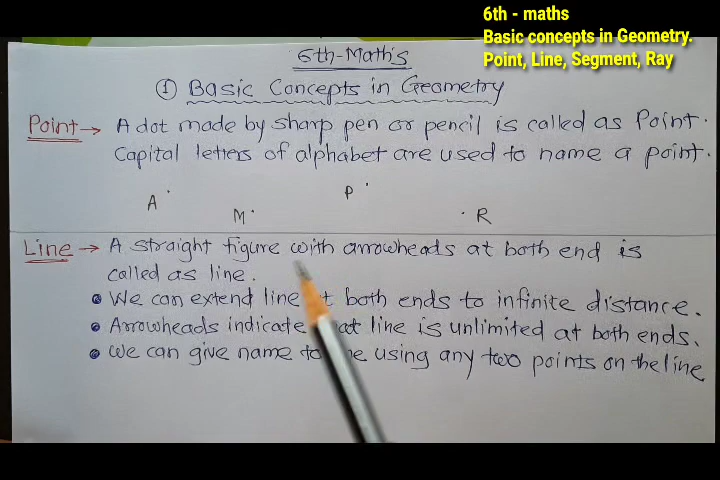 6th - maths
Basic concepts in Geometry.
Point, Line, Segment, Ray
6th-Maths
① Basic Concepts in Geometry
Point → A dot made by sharp pen or pencil is called as Point.
Capital letters of alphabet are used to name a point.
A
M
P
R
Line → A straight figure with arrowheads at both end is
called as line.
• We can extend line at both ends to infinite distance.
• Arrowheads indicate that line is unlimited at both ends.
• We can give name to using any two points on the line